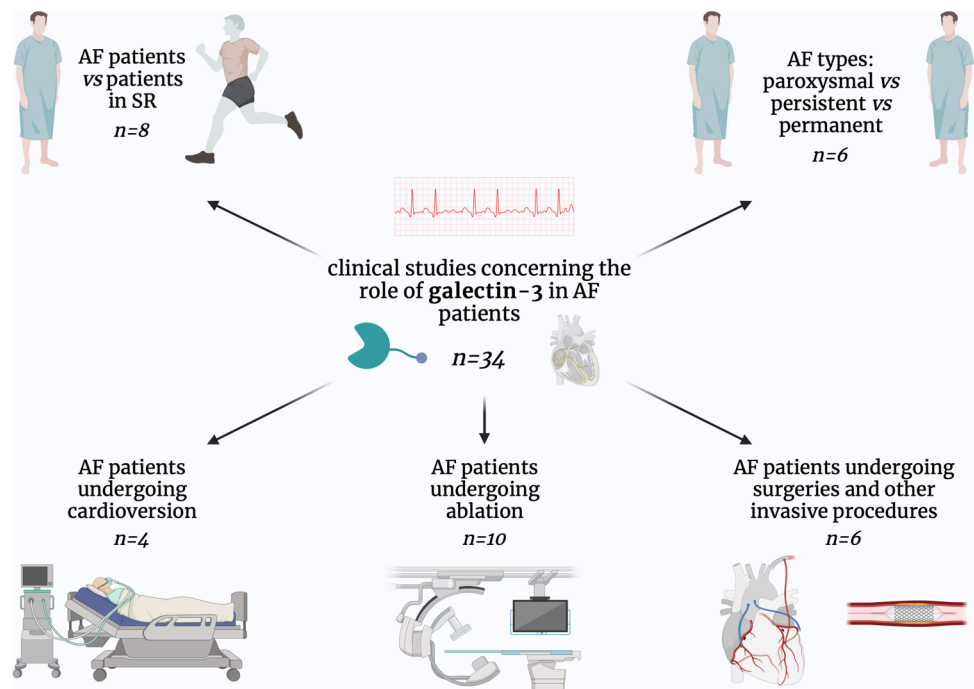 AF patients
vs patients
in SR
n=8
AF types:
paroxysmal vs
persistent vs
permanent
n=6
clinical studies concerning the
role of galectin-3 in AF
patients
n=34
AF patients
undergoing
cardioversion
n=4
AF patients
undergoing
ablation
n=10
AF patients undergoing
surgeries and other
invasive procedures
n=6